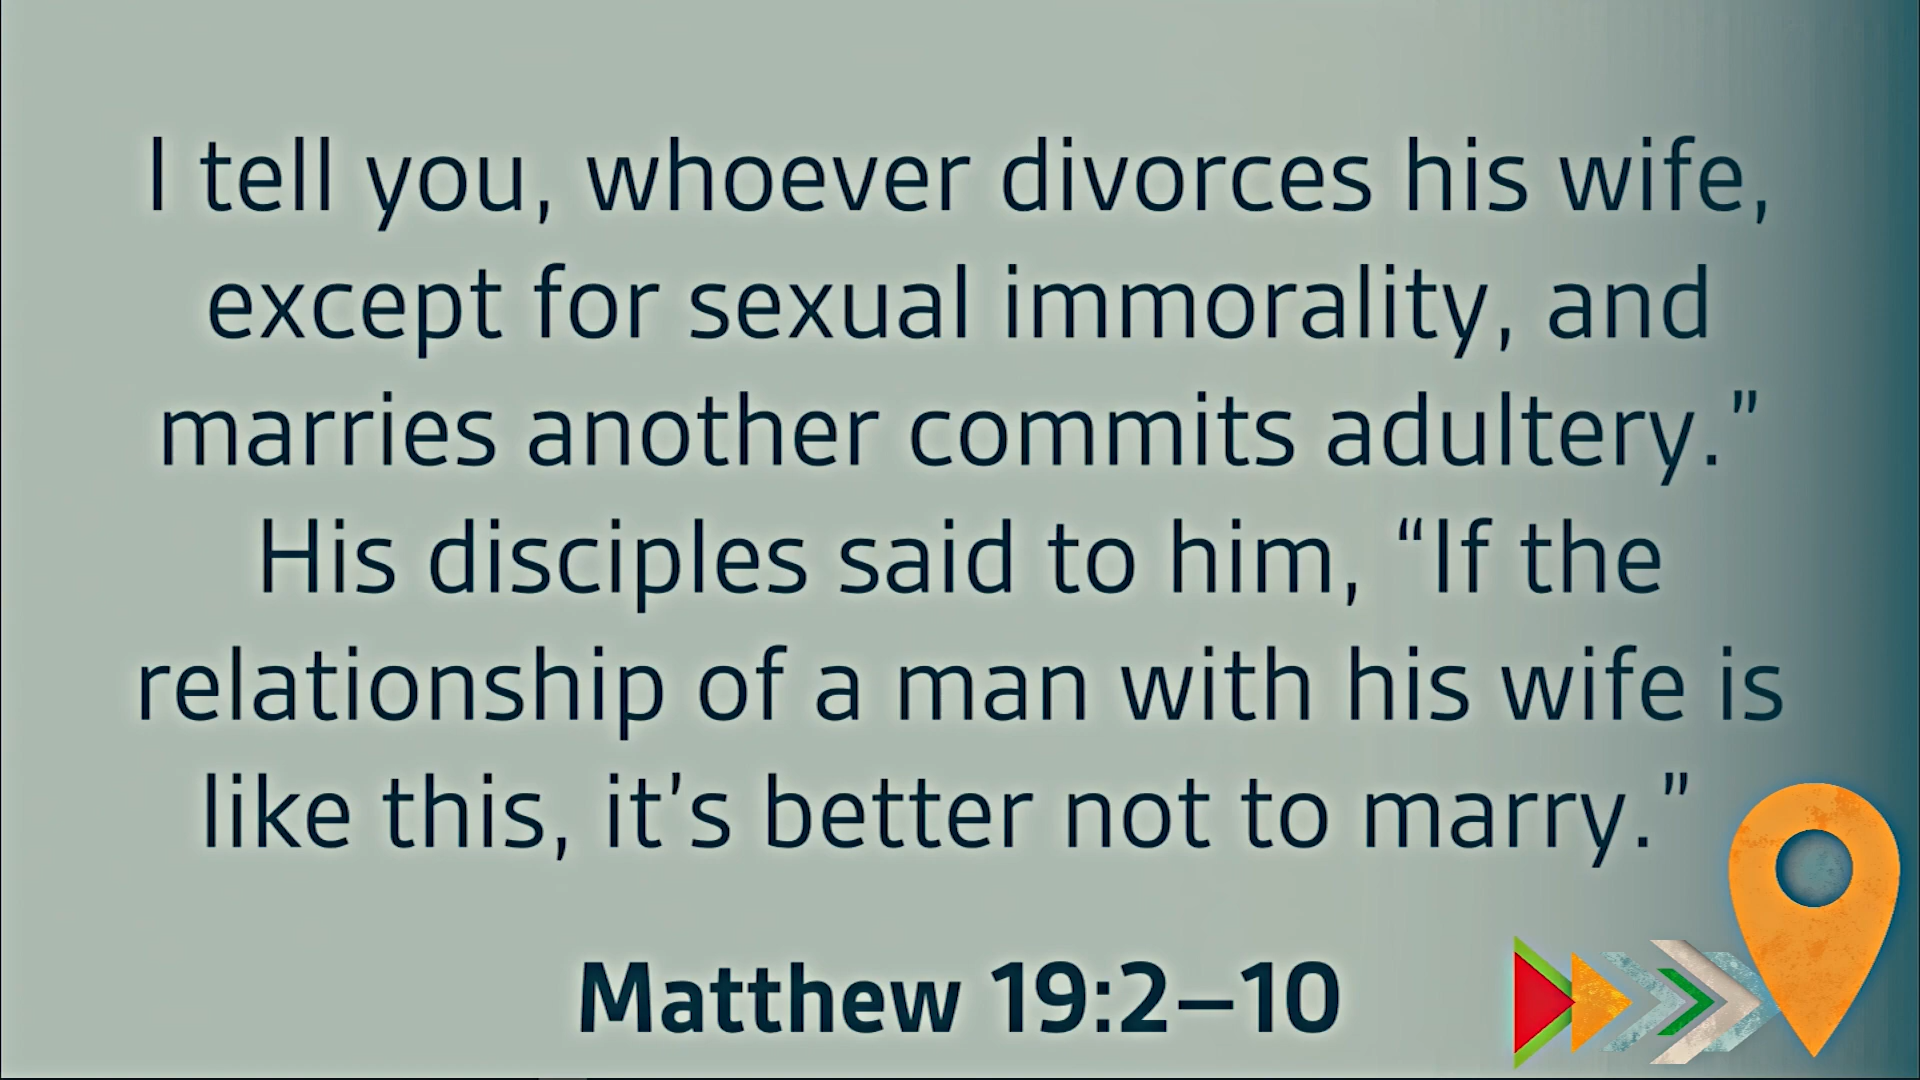 I tell you, whoever divorces his wife,
except for sexual immorality, and
marries another commits adultery.”
His disciples said to him, “If the
relationship of a man with his wife is
like this, it’s better not to marry.”
Matthew 19:2–10